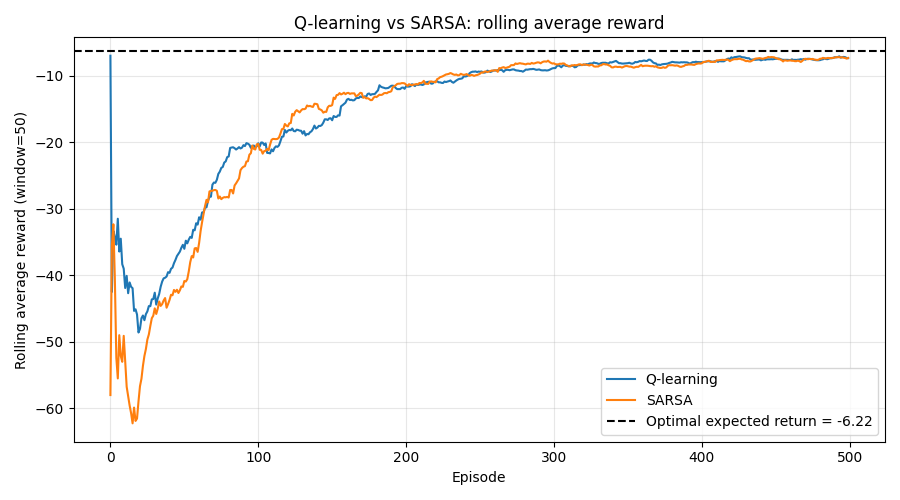 Q-learning vs SARSA: rolling average reward
Rolling average reward (window=50)
−10
−20
−30
−40
−50
−60
0
100
200
300
400
500
Episode
Q-learning
SARSA
Optimal expected return = -6.22